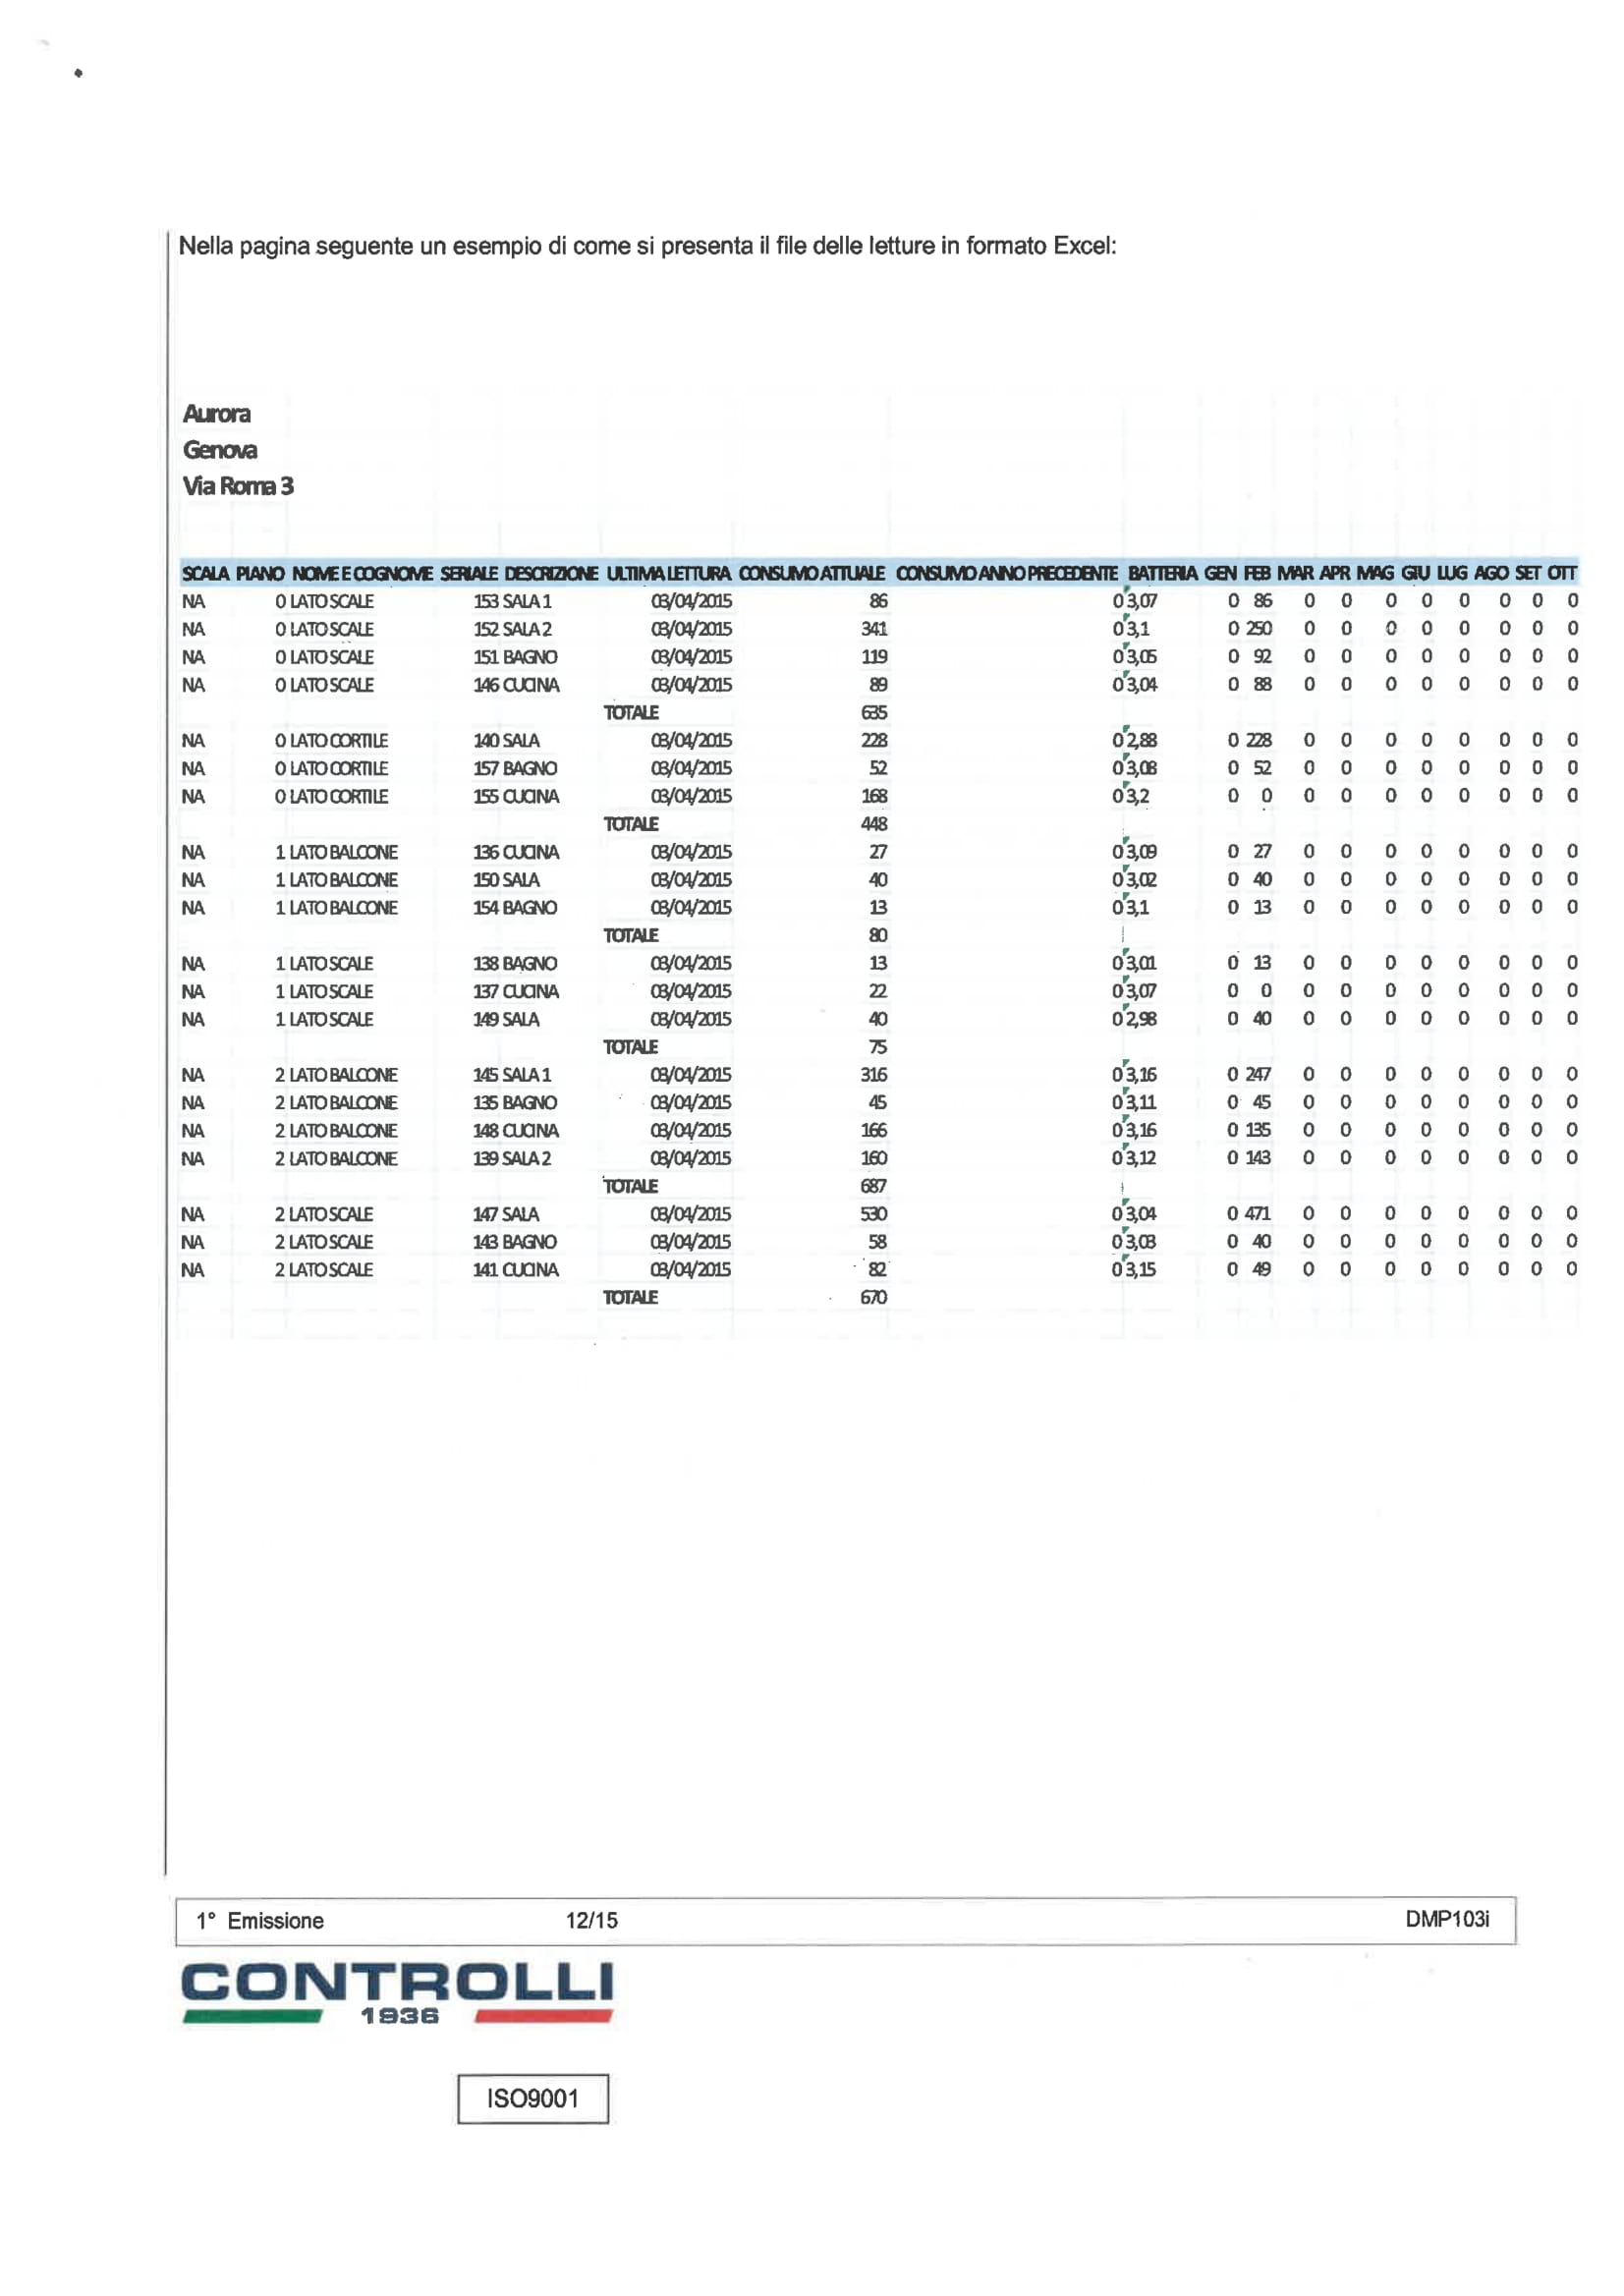 Nella pagina seguente un esempio di come si presenta il file delle letture in formato Excel:
Aurora
Genova
Via Roma 3
SCALA PIANO NOME E COGNOME SERIALE DESCRIZIONE ULTIMA LETTURA CONSUMO ATTUALE CONSUMO ANNO PRECEDENTE BATTERIA GEN FEB MAR APR MAG GIU LUG AGO SET OTT
NA 0 LATO SCALE 153 SALA 1 03/04/2015 86 0 3,07 0 86 0 0 0 0 0 0 0 0
NA 0 LATO SCALE 152 SALA 2 03/04/2015 341 0 3,1 0 250 0 0 0 0 0 0 0 0
NA 0 LATO SCALE 151 BAGNO 03/04/2015 119 0 3,05 0 92 0 0 0 0 0 0 0 0
NA 0 LATO SCALE 146 CUCINA 03/04/2015 89 0 3,04 0 88 0 0 0 0 0 0 0 0
TOTALE 635
NA 0 LATO CORTILE 140 SALA 03/04/2015 228 0 2,88 0 228 0 0 0 0 0 0 0 0
NA 0 LATO CORTILE 157 BAGNO 03/04/2015 52 0 3,08 0 52 0 0 0 0 0 0 0 0
NA 0 LATO CORTILE 155 CUCINA 03/04/2015 168 0 3,2 0 0 0 0 0 0 0 0 0 0
TOTALE 448
NA 1 LATO BALCONE 136 CUCINA 03/04/2015 27 0 3,09 0 27 0 0 0 0 0 0 0 0
NA 1 LATO BALCONE 150 SALA 03/04/2015 40 0 3,02 0 40 0 0 0 0 0 0 0 0
NA 1 LATO BALCONE 154 BAGNO 03/04/2015 13 0 3,1 0 13 0 0 0 0 0 0 0 0
TOTALE 80
NA 1 LATO SCALE 138 BAGNO 03/04/2015 13 0 3,01 0 13 0 0 0 0 0 0 0 0
NA 1 LATO SCALE 137 CUCINA 03/04/2015 22 0 3,07 0 0 0 0 0 0 0 0 0 0
NA 1 LATO SCALE 149 SALA 03/04/2015 40 0 2,98 0 40 0 0 0 0 0 0 0 0
TOTALE 75
NA 2 LATO BALCONE 145 SALA 1 03/04/2015 316 0 3,16 0 247 0 0 0 0 0 0 0 0
NA 2 LATO BALCONE 135 BAGNO 03/04/2015 45 0 3,11 0 45 0 0 0 0 0 0 0 0
NA 2 LATO BALCONE 148 CUCINA 03/04/2015 166 0 3,16 0 135 0 0 0 0 0 0 0 0
NA 2 LATO BALCONE 139 SALA 2 03/04/2015 160 0 3,12 0 143 0 0 0 0 0 0 0 0
TOTALE 687
NA 2 LATO SCALE 147 SALA 03/04/2015 530 0 3,04 0 471 0 0 0 0 0 0 0 0
NA 2 LATO SCALE 143 BAGNO 03/04/2015 58 0 3,03 0 40 0 0 0 0 0 0 0 0
NA 2 LATO SCALE 141 CUCINA 03/04/2015 82 0 3,15 0 49 0 0 0 0 0 0 0 0
TOTALE 670
1° Emissione 12/15 DMP103i
CONTROLLI
1936
ISO9001